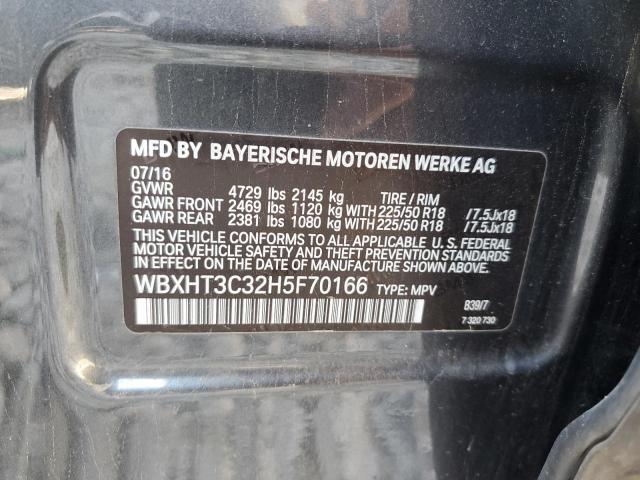 MFD BY BAYERISCHE MOTOREN WERKE AG
07/16
GVWR 4729 lbs 2145 kg TIRE / RIM
GAWR FRONT 2469 lbs 1120 kg WITH 225/50 R18 /7.5Jx18
GAWR REAR 2381 lbs 1080 kg WITH 225/50 R18 /7.5Jx18
THIS VEHICLE CONFORMS TO ALL APPLICABLE U. S. FEDERAL
MOTOR VEHICLE SAFETY AND THEFT PREVENTION STANDARDS
IN EFFECT ON THE DATE OF MANUFACTURE SHOWN ABOVE.
WBXHT3C32H5F70166 TYPE: MPV
839/7
7 320 730